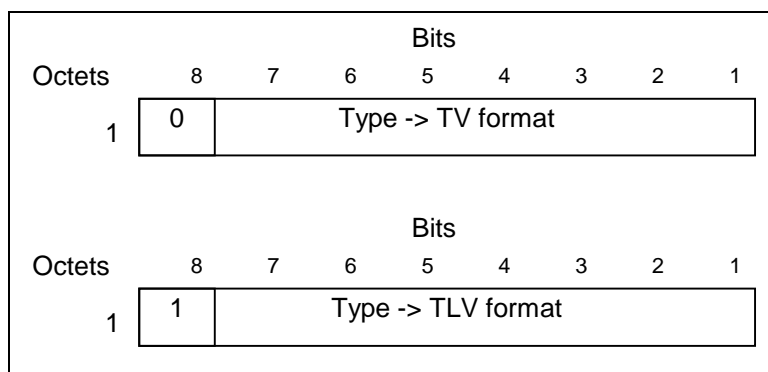 Bits
Octets 8 7 6 5 4 3 2 1
1 0 Type -> TV format
Bits
Octets 8 7 6 5 4 3 2 1
1 1 Type -> TLV format